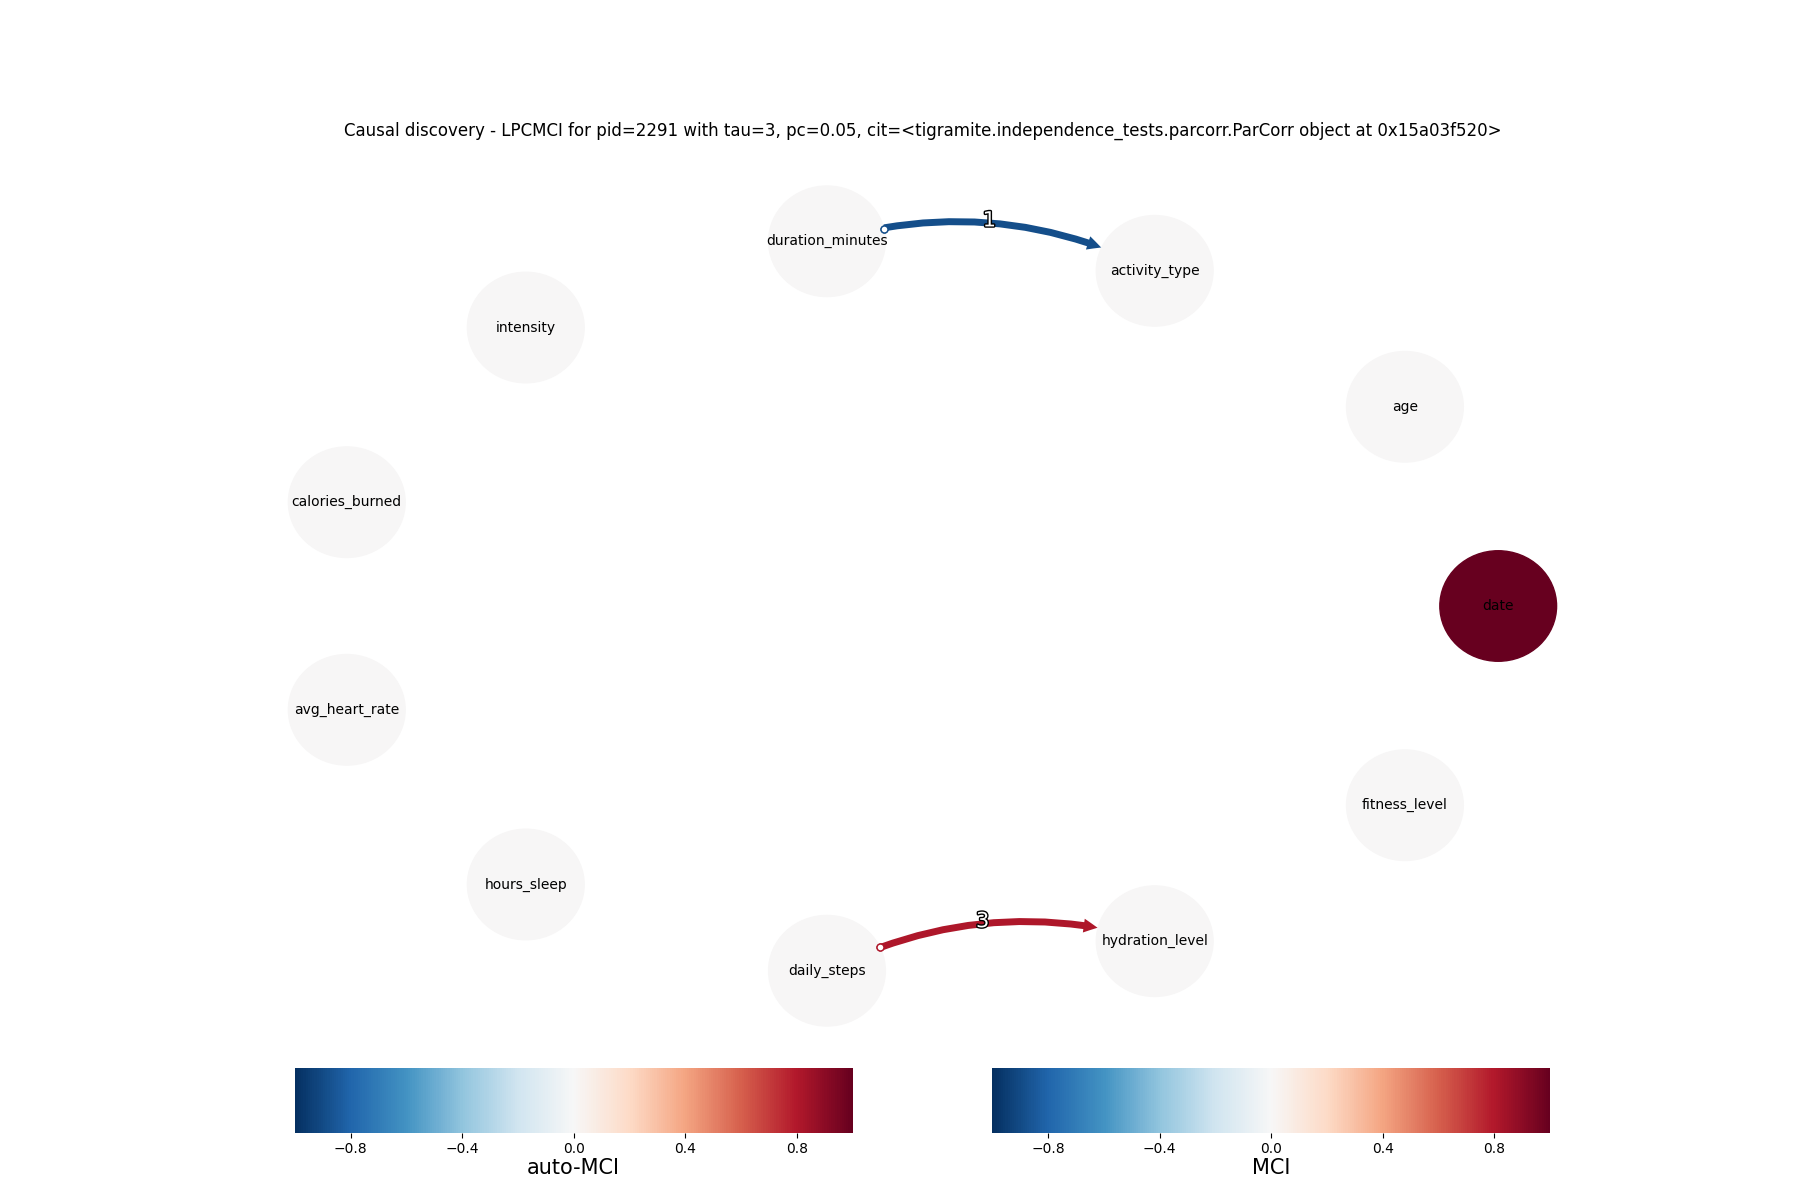 Causal discovery - LPCMCI for pid=2291 with tau=3, pc=0.05, cit=<tigramite.independence_tests.parcorr.ParCorr object at 0x15a03f520>
1
duration_minutes
activity_type
intensity
age
calories_burned
date
avg_heart_rate
fitness_level
hours_sleep
3
hydration_level
daily_steps
−0.8 −0.4 0.0 0.4 0.8
auto-MCI
−0.8 −0.4 0.0 0.4 0.8
MCI